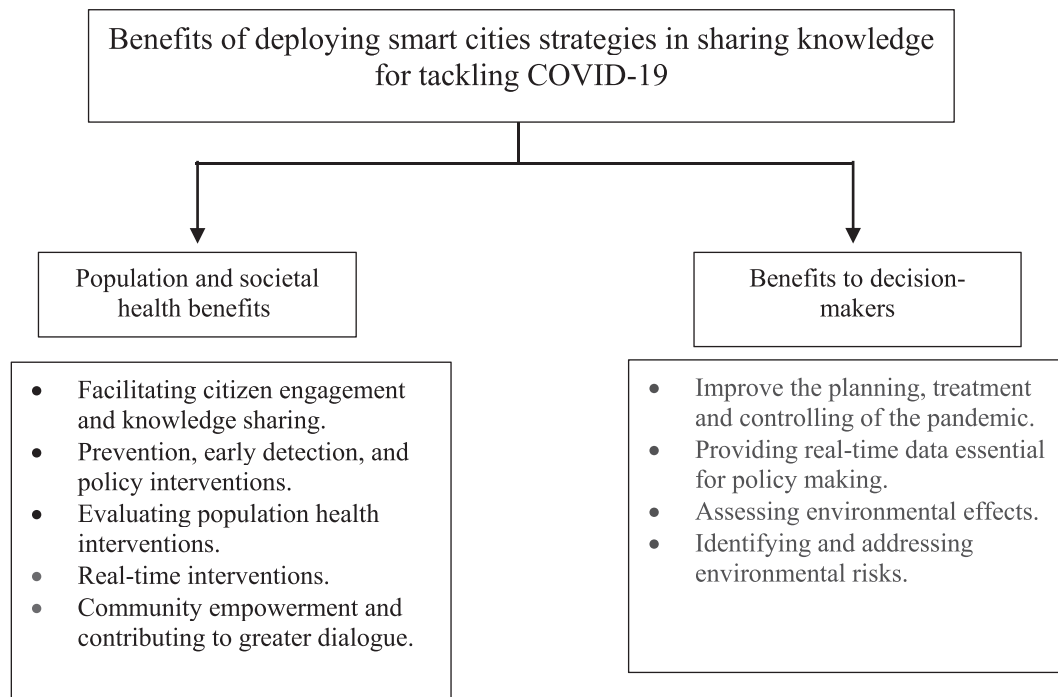 Benefits of deploying smart cities strategies in sharing knowledge
for tackling COVID-19
Population and societal
health benefits
Benefits to decision-
makers
• Facilitating citizen engagement
and knowledge sharing.
• Prevention, early detection, and
policy interventions.
• Evaluating population health
interventions.
• Real-time interventions.
• Community empowerment and
contributing to greater dialogue.
• Improve the planning, treatment
and controlling of the pandemic.
• Providing real-time data essential
for policy making.
• Assessing environmental effects.
• Identifying and addressing
environmental risks.